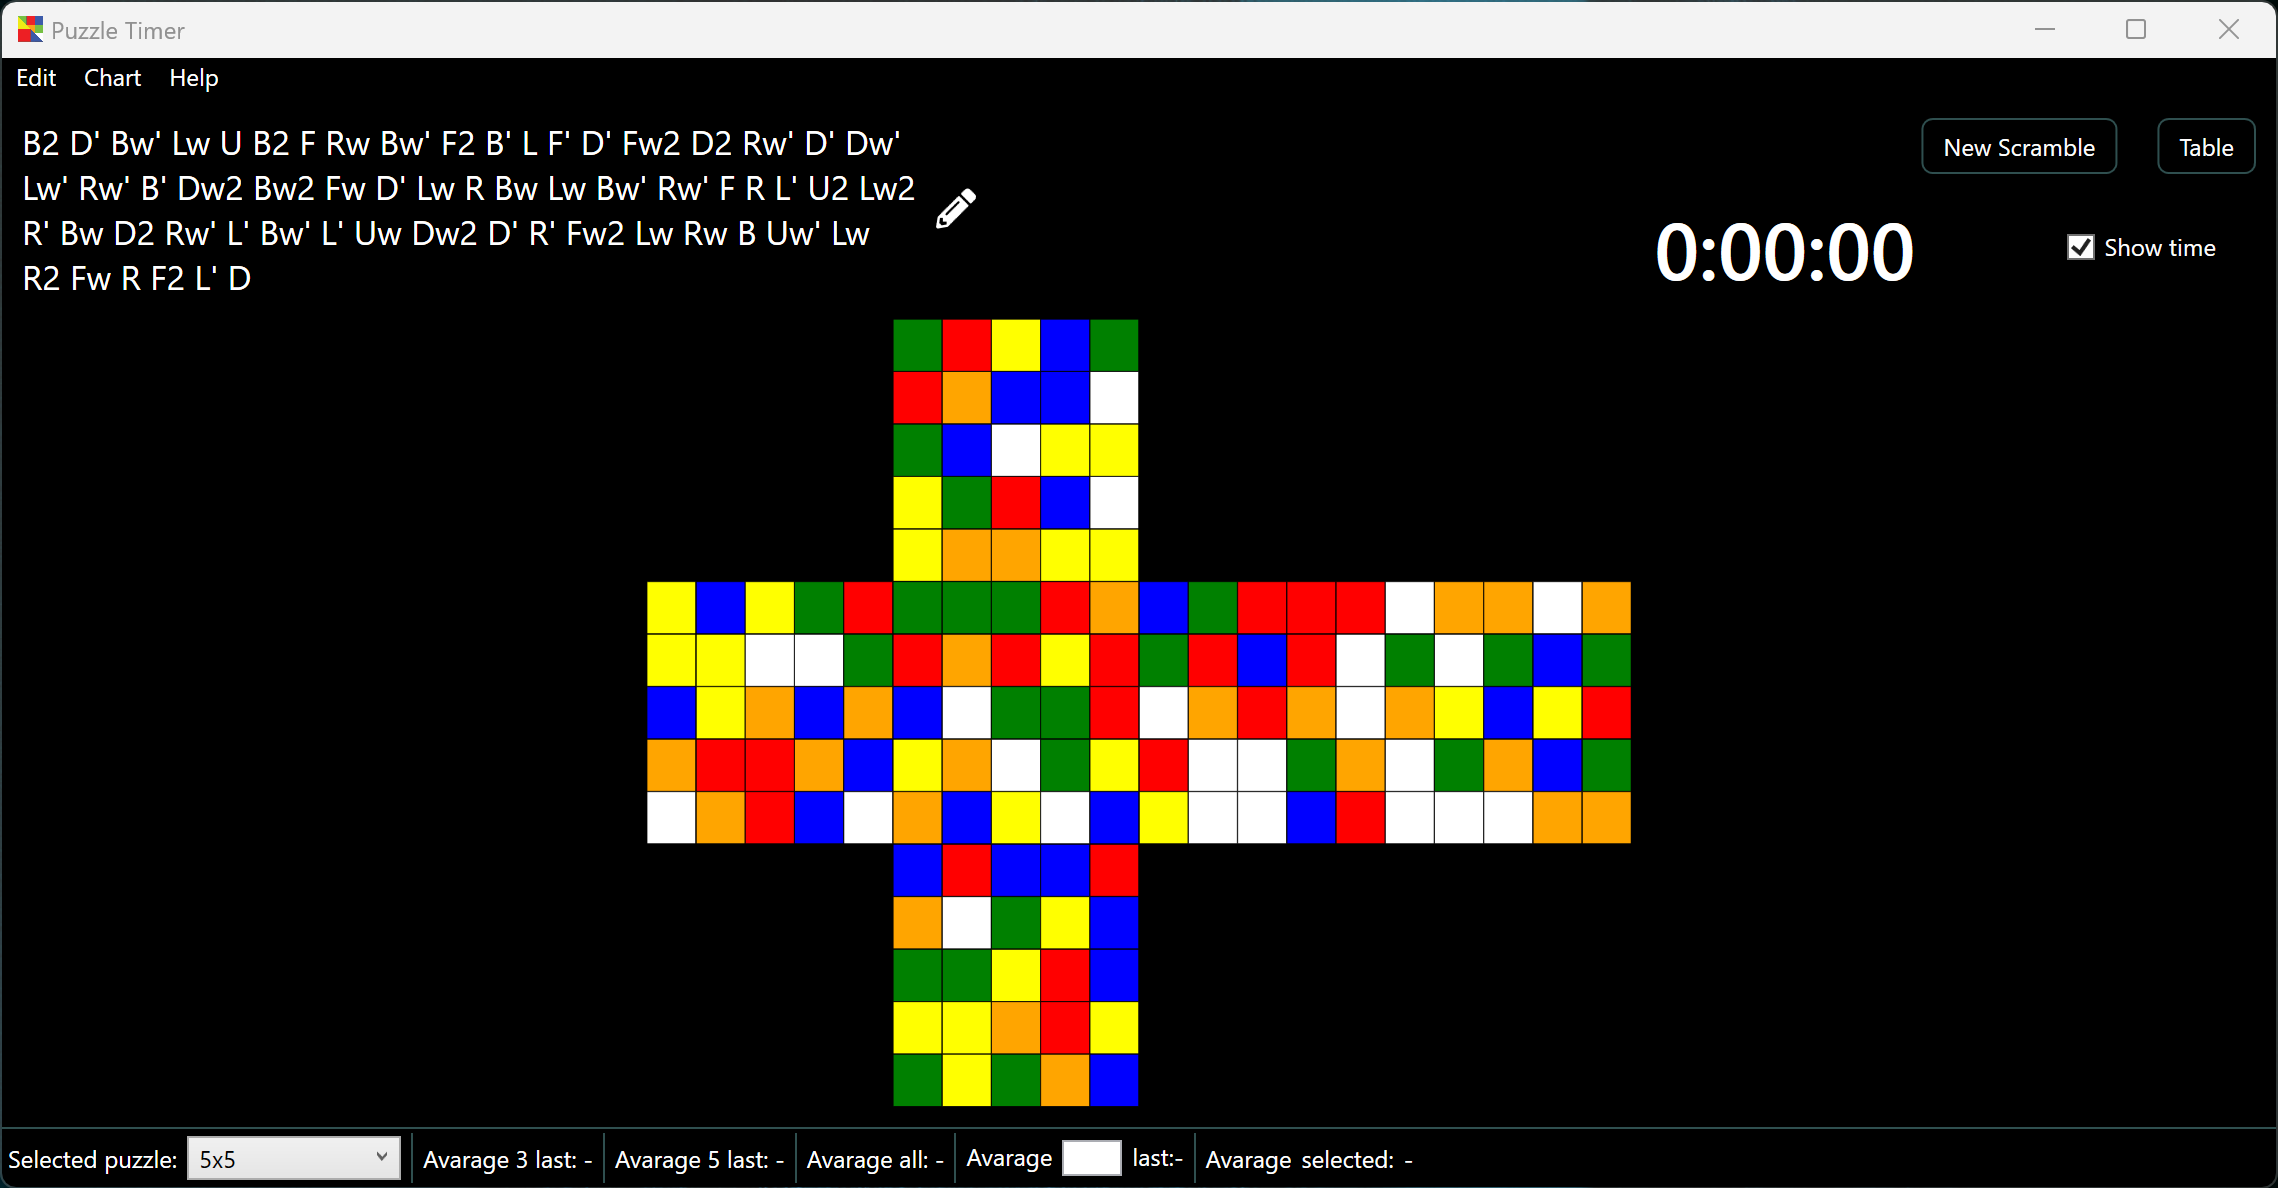 Puzzle Timer
Edit Chart Help
B2 D' Bw' Lw U B2 F Rw Bw' F2 B' L F' D' Fw2 D2 Rw' D' Dw'
Lw' Rw' B' Dw2 Bw2 Fw D' Lw R Bw Lw Bw' Rw' F R L' U2 Lw2
R' Bw D2 Rw' L' Bw' L' Uw Dw2 D' R' Fw2 Lw Rw B Uw' Lw
R2 Fw R F2 L' D
New Scramble
Table
0:00:00
Show time
Selected puzzle: 5x5 Avarage 3 last: - Avarage 5 last: - Avarage all: - Avarage last:- Avarage selected: -